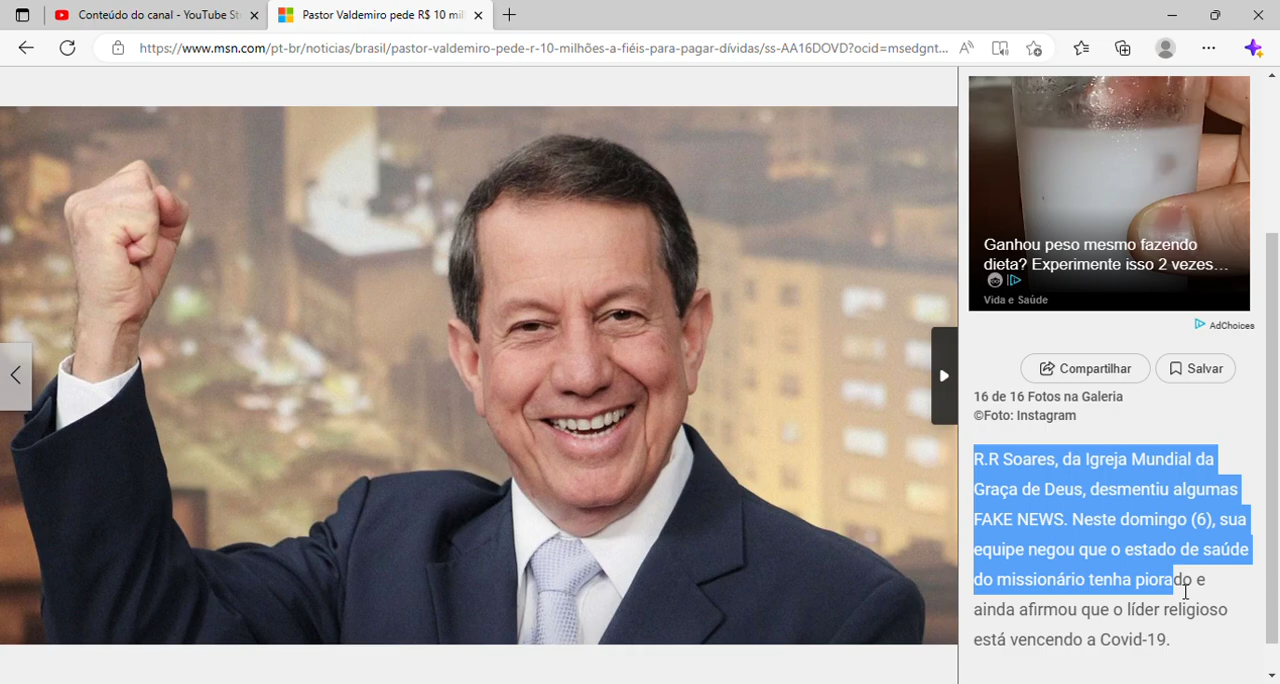 Conteúdo do canal - YouTube St
Pastor Valdemiro pede R$ 10 mil
https://www.msn.com/pt-br/noticias/brasil/pastor-valdemiro-pede-r-10-milhões-a-fiéis-para-pagar-dívidas/ss-AA16DOVD?ocid=msedgnt...
Ganhou peso mesmo fazendo
dieta? Experimente isso 2 vezes...
Vida e Saúde
AdChoices
Compartilhar
Salvar
16 de 16 Fotos na Galeria
©Foto: Instagram
R.R Soares, da Igreja Mundial da
Graça de Deus, desmentiu algumas
FAKE NEWS. Neste domingo (6), sua
equipe negou que o estado de saúde
do missionário tenha piorado e
ainda afirmou que o líder religioso
está vencendo a Covid-19.